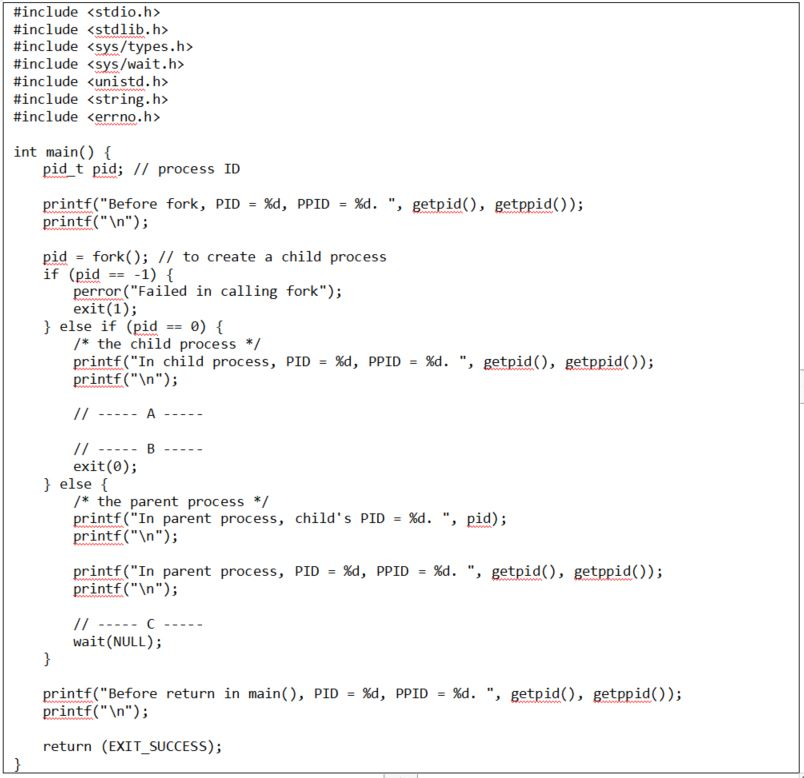 #include <stdio.h>
#include <stdlib.h>
#include <sys/types.h>
#include <sys/wait.h>
#include <unistd.h>
#include <string.h>
#include <errno.h>
int main() {
pid_t pid; // process ID
printf("Before fork, PID = %d, PPID = %d. ", getpid(), getppid());
printf("\n");
pid = fork(); // to create a child process
if (pid == -1) {
perror("Failed in calling fork");
exit(1);
} else if (pid == 0) {
/* the child process */
printf("In child process, PID = %d, PPID = %d. ", getpid(), getppid());
printf("\n");
// ----- A -----
// ----- B -----
exit(0);
} else {
/* the parent process */
printf("In parent process, child's PID = %d. ", pid);
printf("\n");
printf("In parent process, PID = %d, PPID = %d. ", getpid(), getppid());
printf("\n");
// ----- C -----
wait(NULL);
}
printf("Before return in main(), PID = %d, PPID = %d. ", getpid(), getppid());
printf("\n");
return (EXIT_SUCCESS);
}